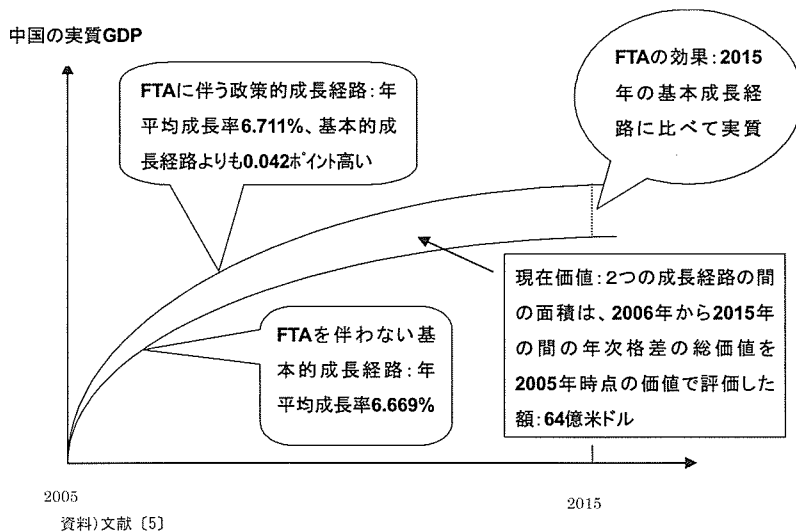 中国の実質GDP
FTAに伴う政策的成長経路：年
平均成長率6.711%、基本的成
長経路よりも0.042ポイント高い
FTAの効果：2015
年の基本成長経
路に比べて実質
現在価値：2つの成長経路の間
の面積は、2006年から2015年
の間の年次格差の総価値を
2005年時点の価値で評価した
額：64億米ドル
FTAを伴わない基
本的成長経路：年
平均成長率6.669%
2005
2015
資料）文献〔5〕